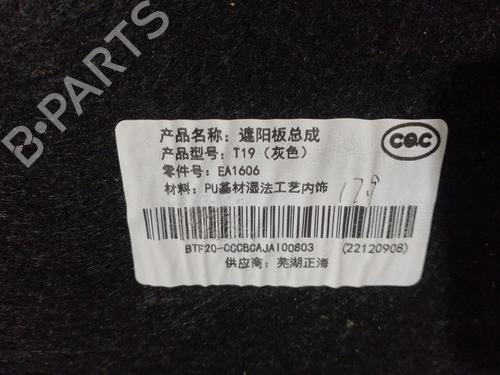 B-PARTS
产品名称：遮阳板总成
产品型号：T19（灰色）
零件号：EA1606
材料：PU基材湿法工艺内饰
179
CQC
BTF20-CCCBCAJAI00803
(22120908)
供应商：芜湖正海